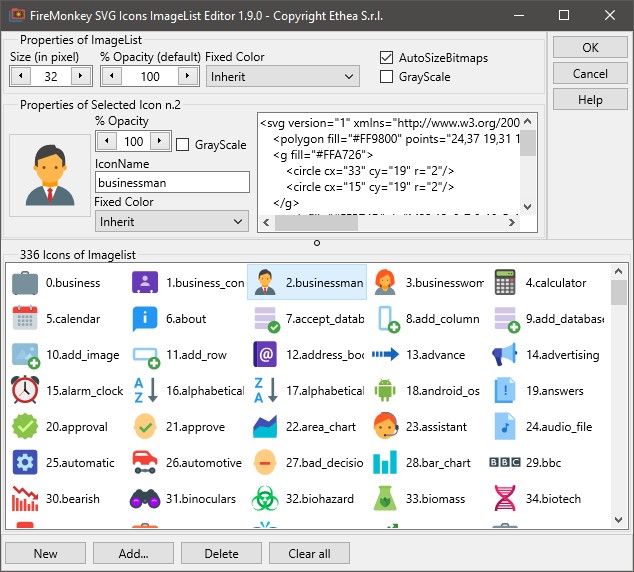 FireMonkey SVG Icons ImageList Editor 1.9.0 - Copyright Ethea S.r.l.
Properties of ImageList
Size (in pixel) % Opacity (default) Fixed Color
32 100 Inherit
AutoSizeBitmaps
GrayScale
OK
Cancel
Help
Properties of Selected Icon n.2
% Opacity
100 GrayScale
IconName
businessman
Fixed Color
Inherit
<svg version="1" xmlns="http://www.w3.org/200
<polygon fill="#FF9800" points="24,37 19,31 1
<g fill="#FFA726">
<circle cx="33" cy="19" r="2"/>
<circle cx="15" cy="19" r="2"/>
</g>
336 Icons of Imagelist
0.business 1.business_con 2.businessman 3.businesswom 4.calculator
5.calendar 6.about 7.accept_datab 8.add_column 9.add_database
10.add_image 11.add_row 12.address_boo 13.advance 14.advertising
15.alarm_clock 16.alphabetical 17.alphabetical 18.android_os 19.answers
20.approval 21.approve 22.area_chart 23.assistant 24.audio_file
25.automatic 26.automotive 27.bad_decisio 28.bar_chart BBC 29.bbc
30.bearish 31.binoculars 32.biohazard 33.biomass 34.biotech
New Add... Delete Clear all